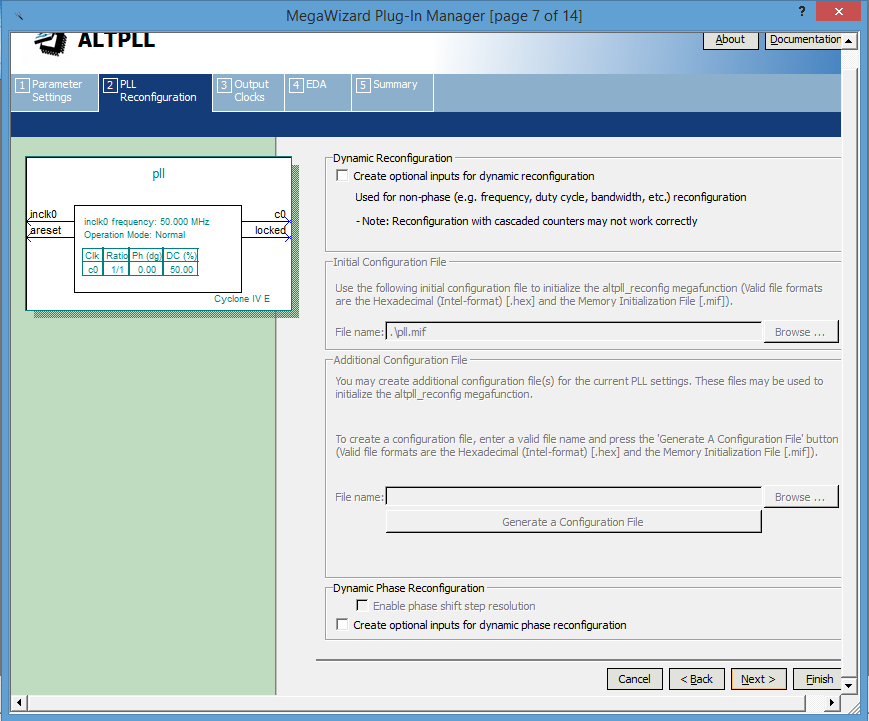 MegaWizard Plug-In Manager [page 7 of 14]
? x
ALTPLL
About Documentation
1 Parameter Settings
2 PLL Reconfiguration
3 Output Clocks
4 EDA
5 Summary
pll
inclk0
areset
c0
locked
inclk0 frequency: 50.000 MHz
Operation Mode: Normal
Clk Ratio Ph (dg) DC (%)
c0 1/1 0.00 50.00
Cyclone IV E
Dynamic Reconfiguration
Create optional inputs for dynamic reconfiguration
Used for non-phase (e.g. frequency, duty cycle, bandwidth, etc.) reconfiguration
- Note: Reconfiguration with cascaded counters may not work correctly
Initial Configuration File
Use the following initial configuration file to initialize the altpll_reconfig megafunction (Valid file formats
are the Hexadecimal (Intel-format) [.hex] and the Memory Initialization File [.mif]).
File name: .\pll.mif Browse ...
Additional Configuration File
You may create additional configuration file(s) for the current PLL settings. These files may be used to
initialize the altpll_reconfig megafunction.
To create a configuration file, enter a valid file name and press the 'Generate A Configuration File' button
(Valid file formats are the Hexadecimal (Intel-format) [.hex] and the Memory Initialization File [.mif]).
File name: Browse ...
Generate a Configuration File
Dynamic Phase Reconfiguration
Enable phase shift step resolution
Create optional inputs for dynamic phase reconfiguration
Cancel < Back Next > Finish